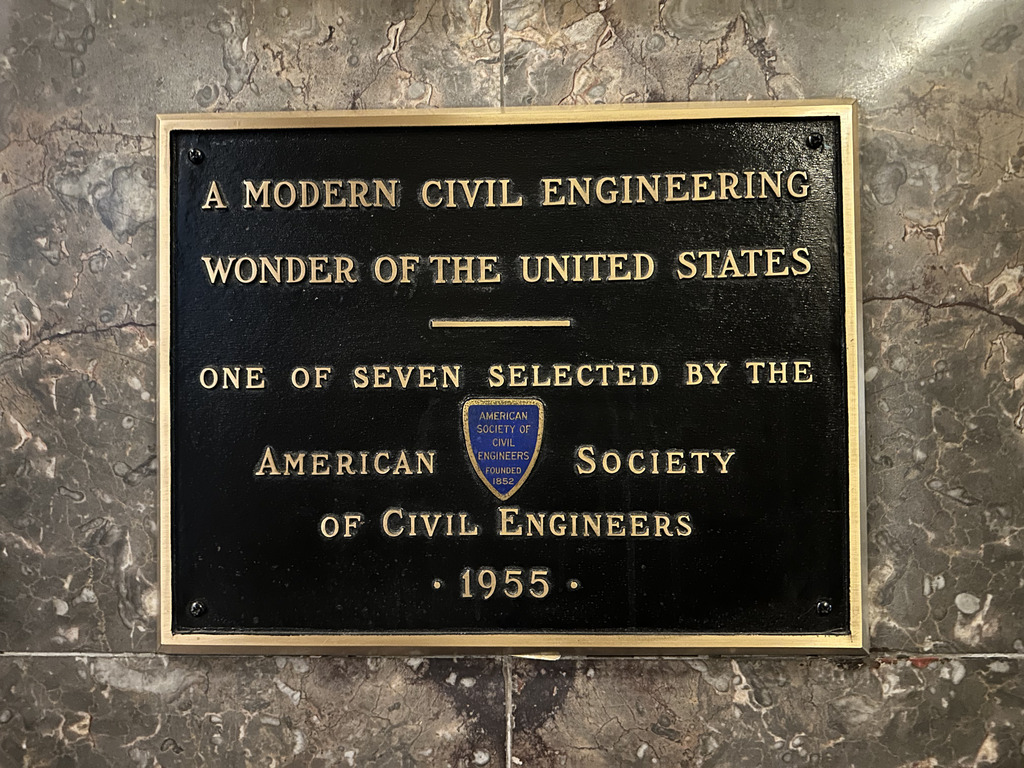 A MODERN CIVIL ENGINEERING
WONDER OF THE UNITED STATES
ONE OF SEVEN SELECTED BY THE
AMERICAN
SOCIETY OF
CIVIL
ENGINEERS
FOUNDED
1852
AMERICAN SOCIETY
OF CIVIL ENGINEERS
· 1955 ·